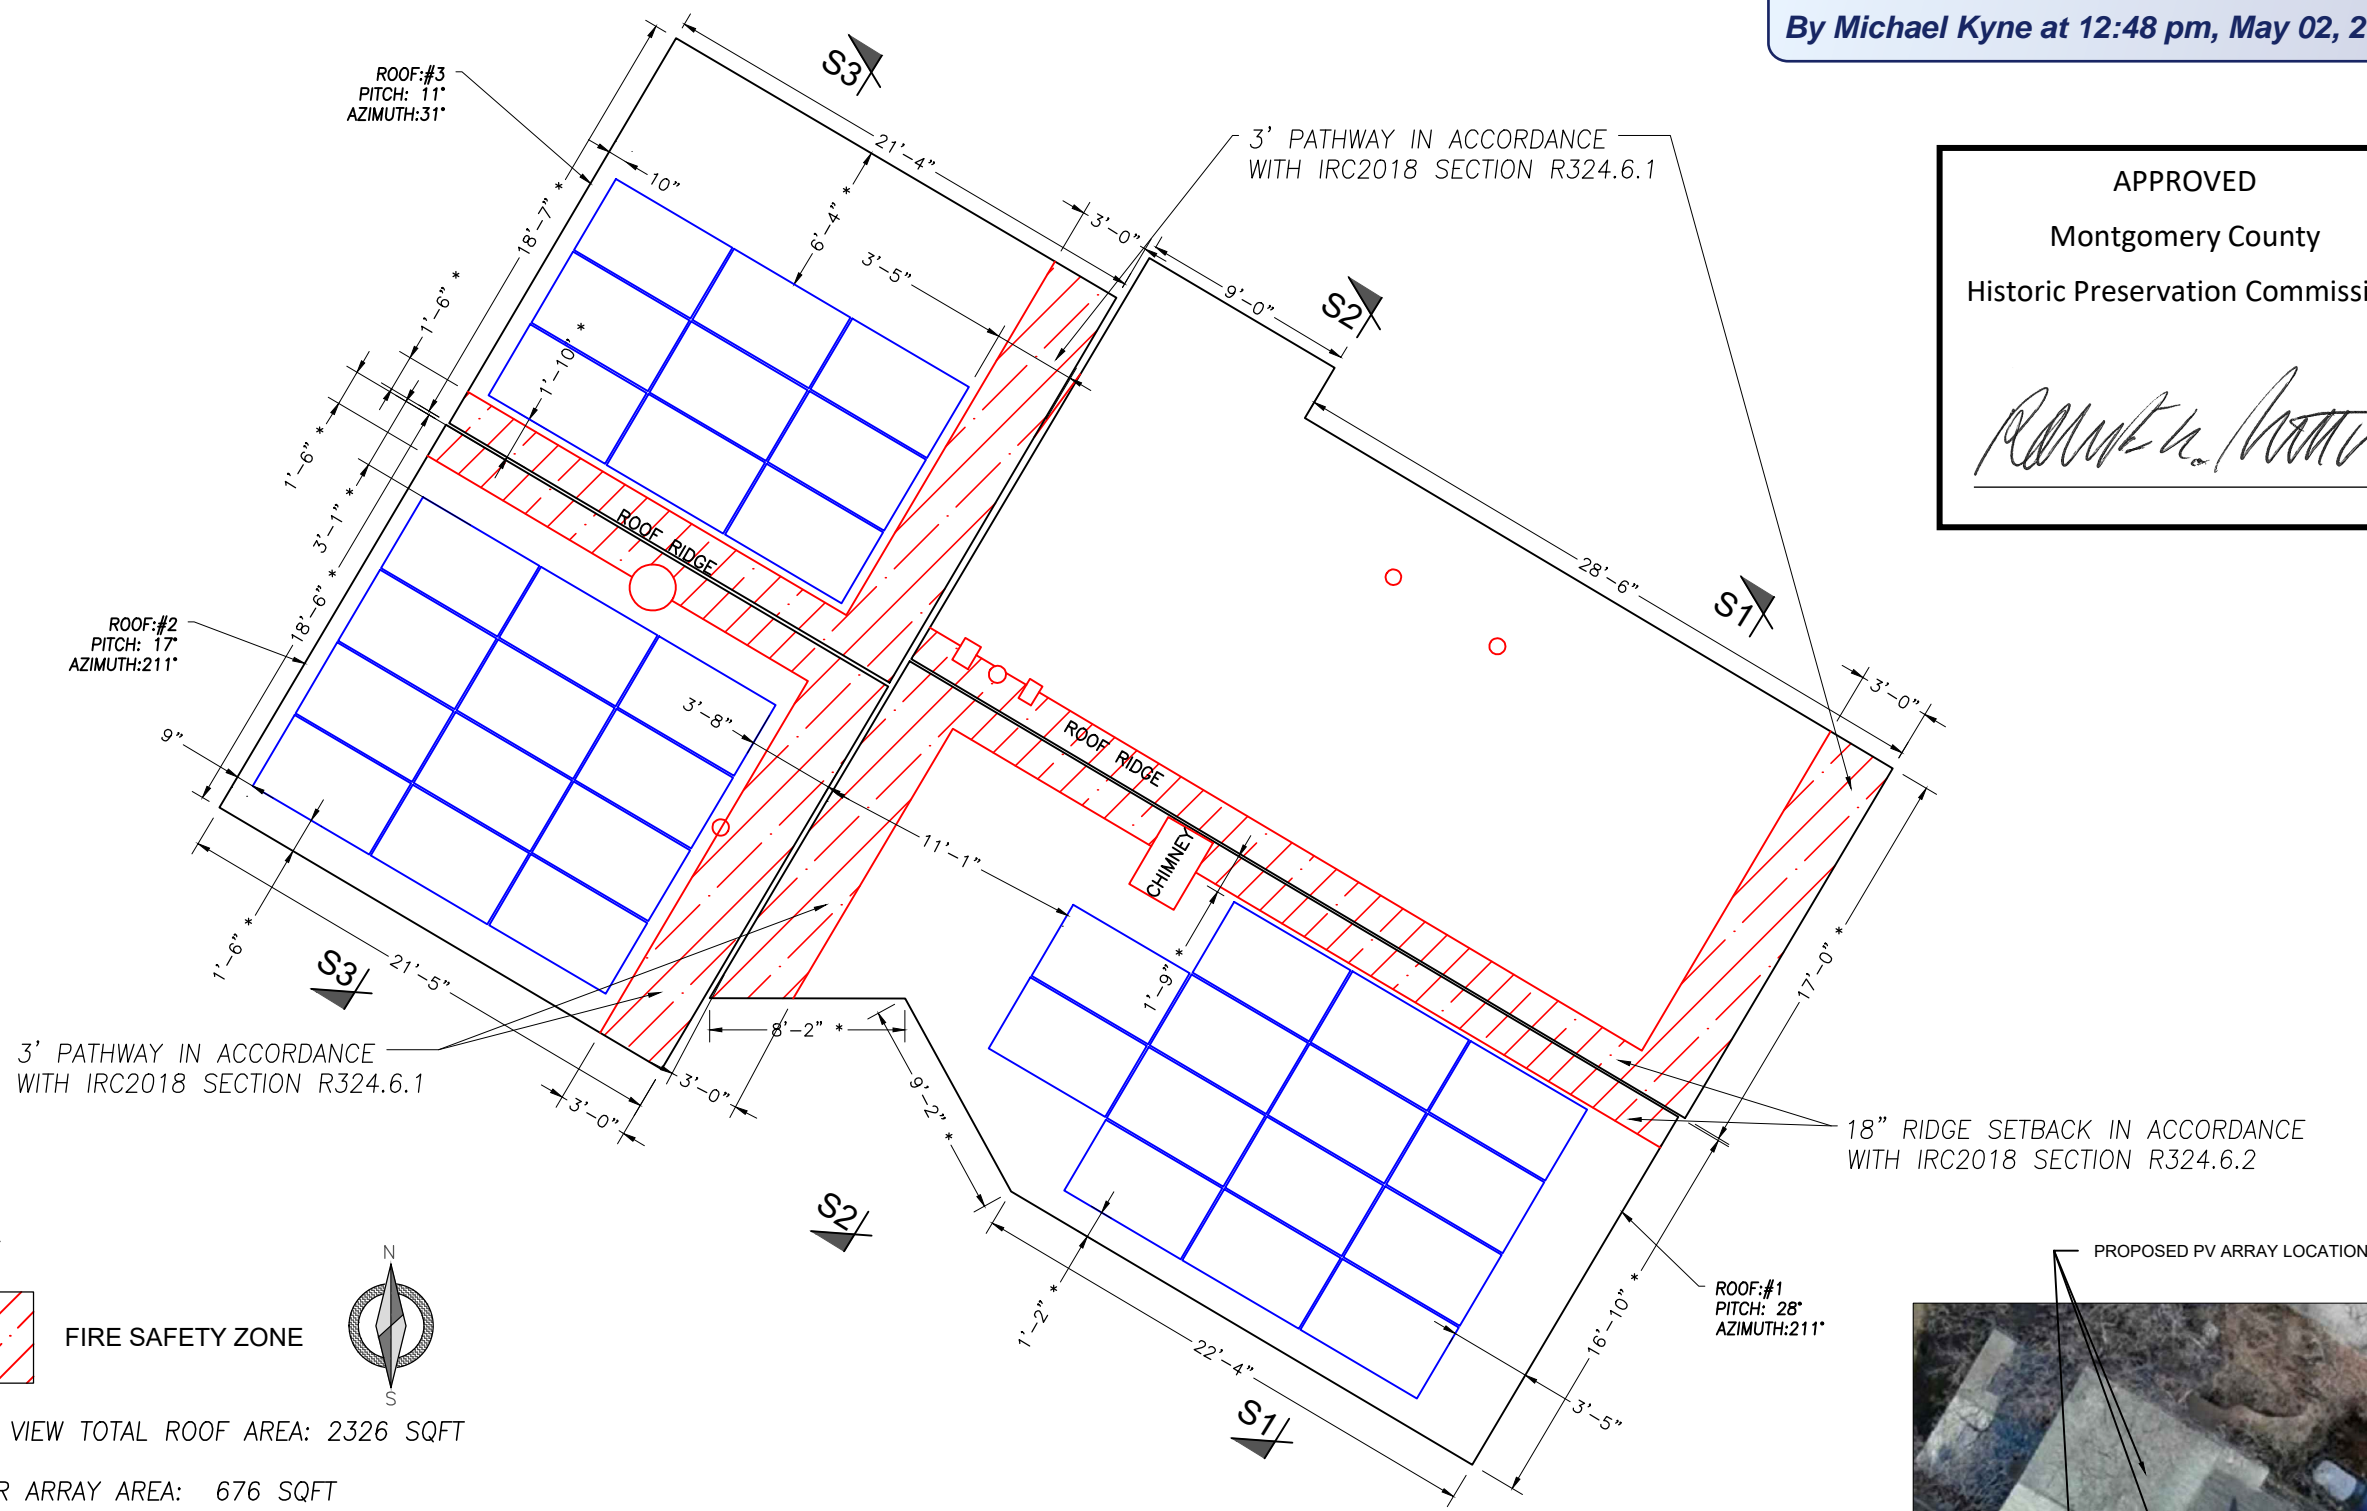 By Michael Kyne at 12:48 pm, May 02, 2
APPROVED
Montgomery County
Historic Preservation Commissi
ROOF:#3
PITCH: 11°
AZIMUTH:31°
S3
21'-4"
3' PATHWAY IN ACCORDANCE
WITH IRC2018 SECTION R324.6.1
18'-7" *
10"
6'-4" *
3'-5"
3'-0"
9'-0"
S2
1'-6" *
1'-10" *
1'-6" *
3'-1" *
ROOF RIDGE
28'-6"
S1
3'-0"
ROOF:#2
PITCH: 17°
AZIMUTH:211°
18'-6" *
9"
3'-8"
ROOF RIDGE
11'-1"
CHIMNEY
1'-9" *
17'-0" *
1'-6" *
S3
21'-5"
8'-2" *
3' PATHWAY IN ACCORDANCE
WITH IRC2018 SECTION R324.6.1
3'-0"
3'-0"
9'-2" *
18" RIDGE SETBACK IN ACCORDANCE
WITH IRC2018 SECTION R324.6.2
S2
PROPOSED PV ARRAY LOCATION
ROOF:#1
PITCH: 28°
AZIMUTH:211°
1'-2" *
22'-4"
16'-10" *
3'-5"
S1
N
S
FIRE SAFETY ZONE
VIEW TOTAL ROOF AREA: 2326 SQFT
R ARRAY AREA: 676 SQFT